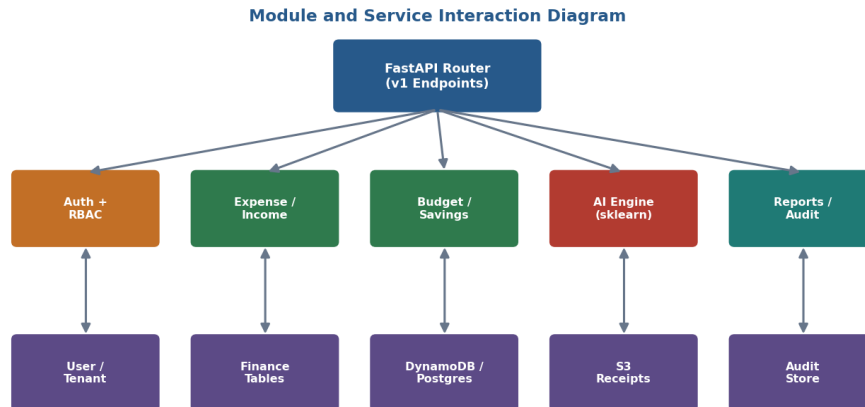 Module and Service Interaction Diagram
FastAPI Router
(v1 Endpoints)
Auth +
RBAC
Expense /
Income
Budget /
Savings
AI Engine
(sklearn)
Reports /
Audit
User /
Tenant
Finance
Tables
DynamoDB /
Postgres
S3
Receipts
Audit
Store